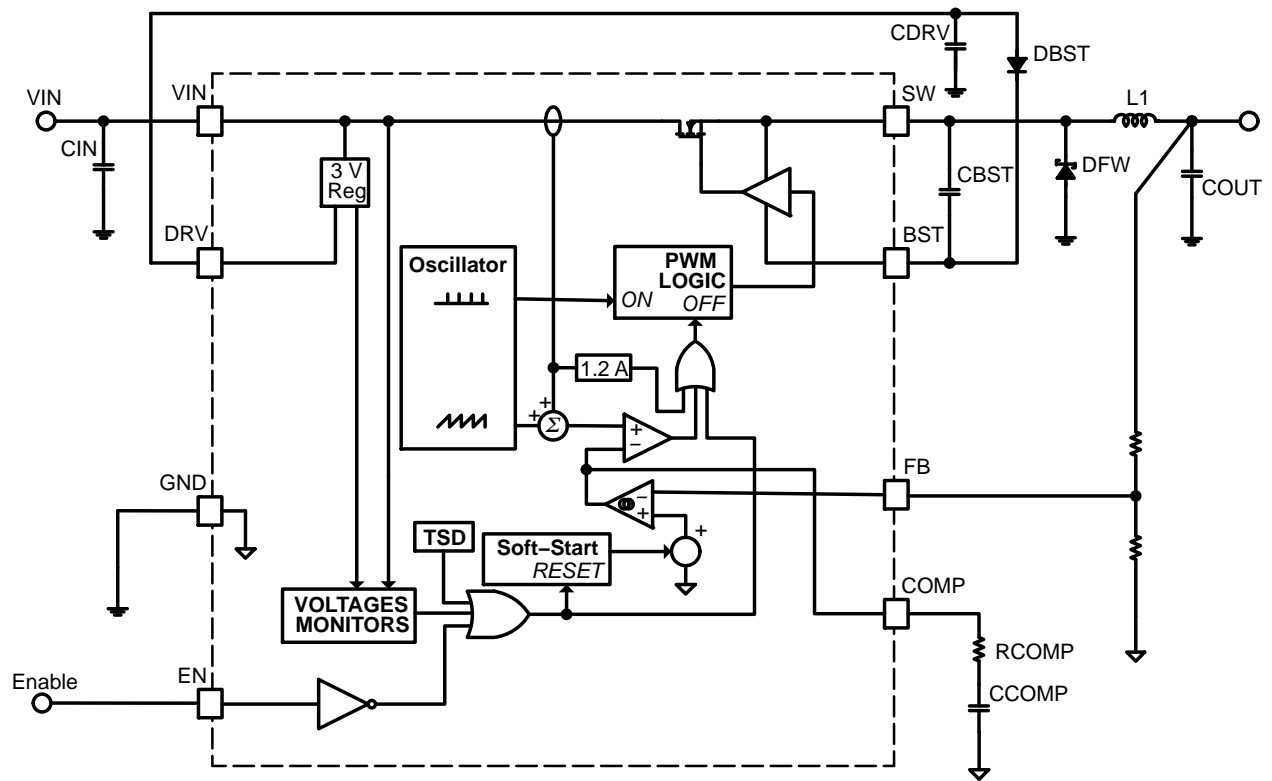 CDRV
DBST
VIN
VIN
SW
L1
CIN
3 V
Reg
CBST
DFW
COUT
DRV
BST
Oscillator
PWM
LOGIC
ON
OFF
1.2 A
+
+
Σ
+
−
FB
GND
−
+
+
TSD
Soft−Start
RESET
COMP
VOLTAGES
MONITORS
RCOMP
Enable
EN
CCOMP